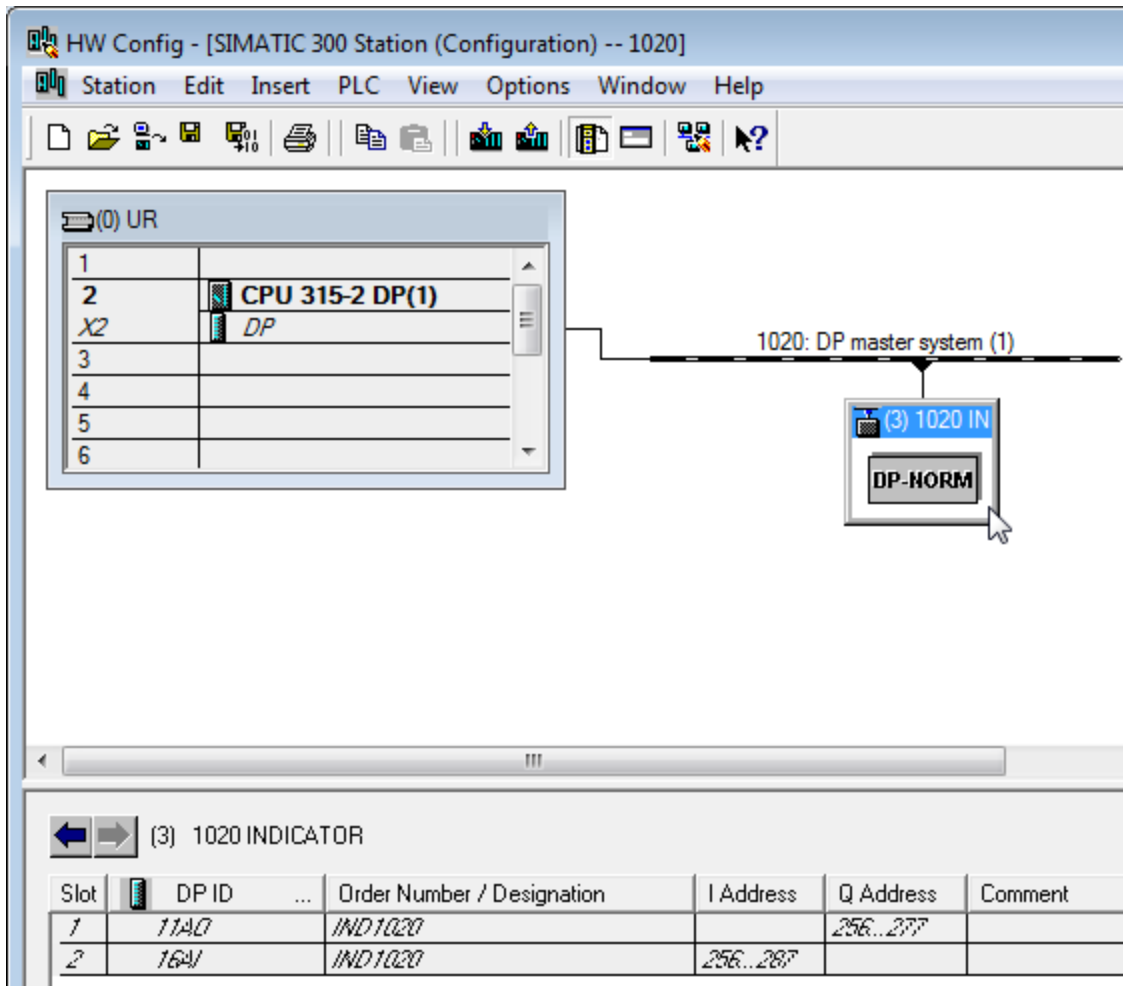 HW Config - [SIMATIC 300 Station (Configuration) -- 1020]
Station Edit Insert PLC View Options Window Help
(0) UR
1
2 CPU 315-2 DP(1)
X2 DP
3
4
5
6
1020: DP master system (1)
(3) 1020 IN
DP-NORM
(3) 1020 INDICATOR
Slot DP ID ... Order Number / Designation I Address Q Address Comment
1 11AO IND1020 256...277
2 16AI IND1020 256...287